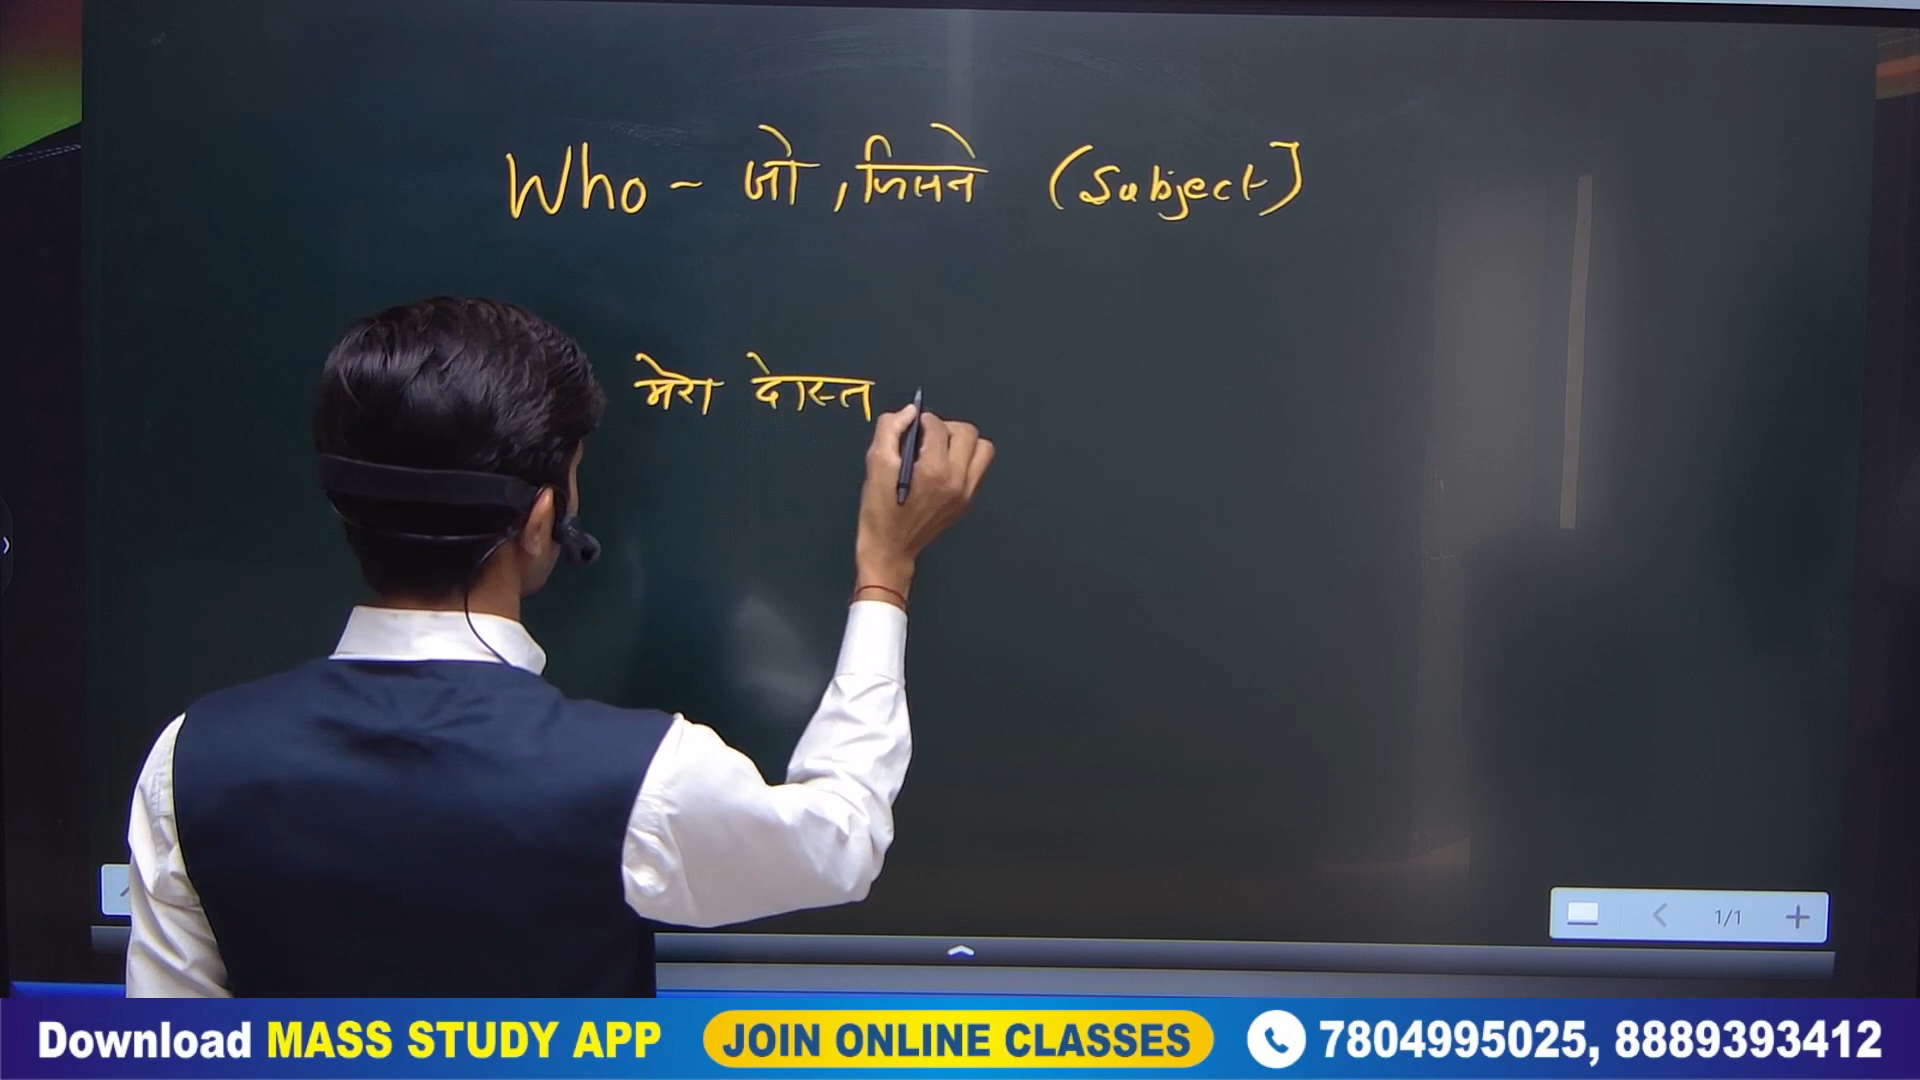 Who - जो, जिसने (Subject)
मेरा दोस्त
1/1
Download MASS STUDY APP JOIN ONLINE CLASSES 7804995025, 8889393412